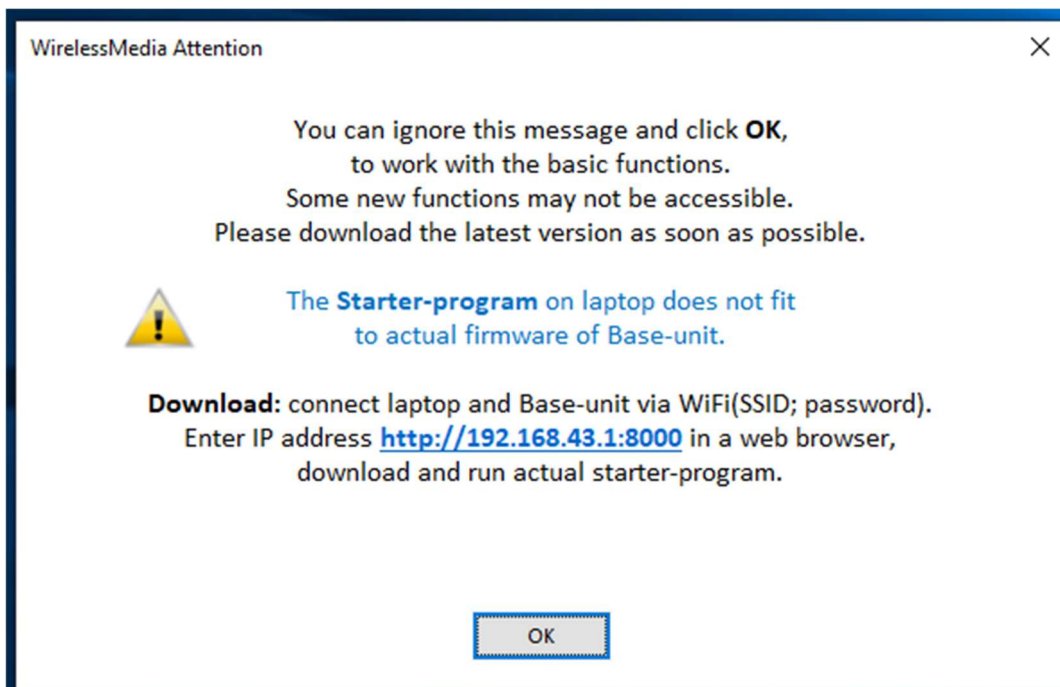 WirelessMedia Attention
You can ignore this message and click OK,
to work with the basic functions.
Some new functions may not be accessible.
Please download the latest version as soon as possible.
The Starter-program on laptop does not fit
to actual firmware of Base-unit.
Download: connect laptop and Base-unit via WiFi(SSID; password).
Enter IP address http://192.168.43.1:8000 in a web browser,
download and run actual starter-program.
OK